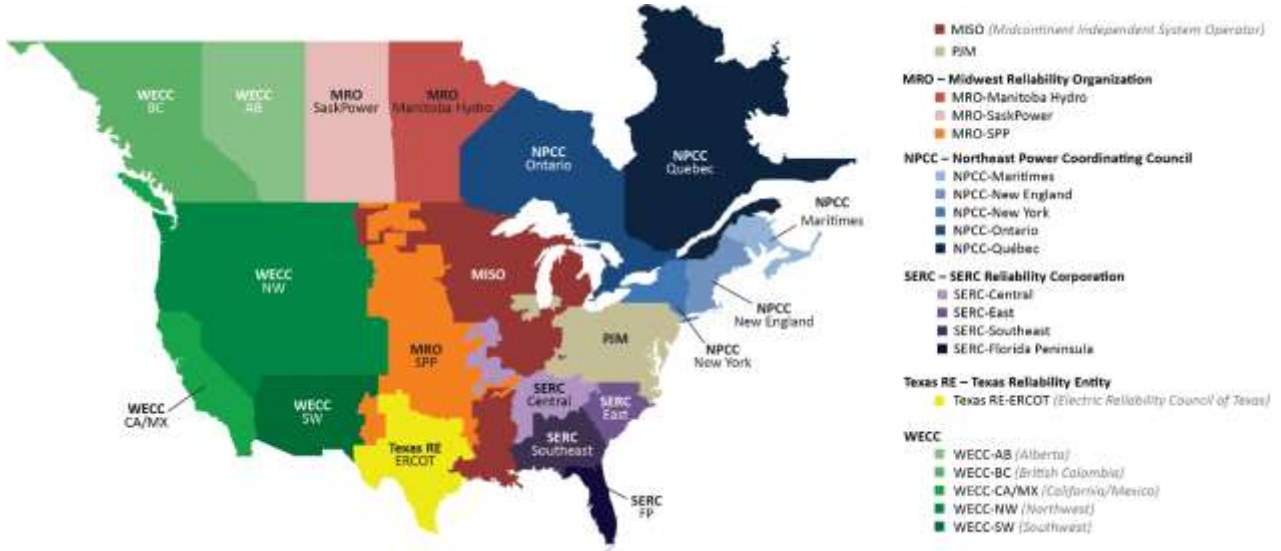 WECC
BC
WECC
AB
MRO
SaskPower
MRO
Manitoba Hydro
NPCC
Ontario
NPCC
Quebec
NPCC
Maritimes
WECC
NW
MISO
NPCC
New England
PJM
NPCC
New York
MRO
SPP
WECC
CA/MX
WECC
SW
SERC
Central
SERC
East
SERC
Southeast
Texas RE
ERCOT
SERC
FP
MISO (Midcontinent Independent System Operator)
PJM
MRO – Midwest Reliability Organization
MRO-Manitoba Hydro
MRO-SaskPower
MRO-SPP
NPCC – Northeast Power Coordinating Council
NPCC-Maritimes
NPCC-New England
NPCC-New York
NPCC-Ontario
NPCC-Québec
SERC – SERC Reliability Corporation
SERC-Central
SERC-East
SERC-Southeast
SERC-Florida Peninsula
Texas RE – Texas Reliability Entity
Texas RE-ERCOT (Electric Reliability Council of Texas)
WECC
WECC-AB (Alberta)
WECC-BC (British Colombia)
WECC-CA/MX (California/Mexico)
WECC-NW (Northwest)
WECC-SW (Southwest)